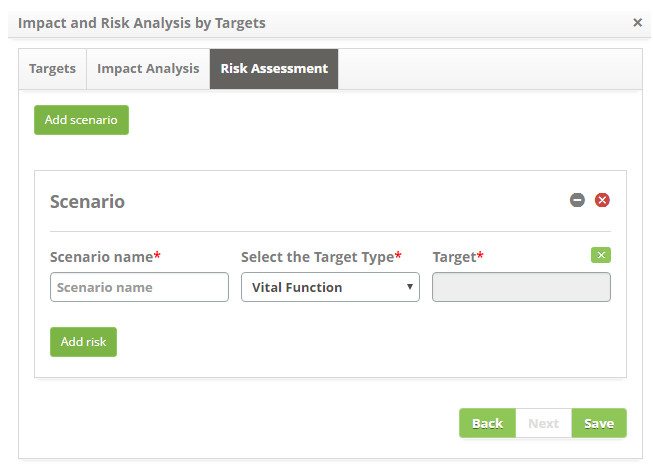 Impact and Risk Analysis by Targets
Targets Impact Analysis Risk Assessment
Add scenario
Scenario
Scenario name* Select the Target Type* Target*
Scenario name Vital Function
Add risk
Back Next Save